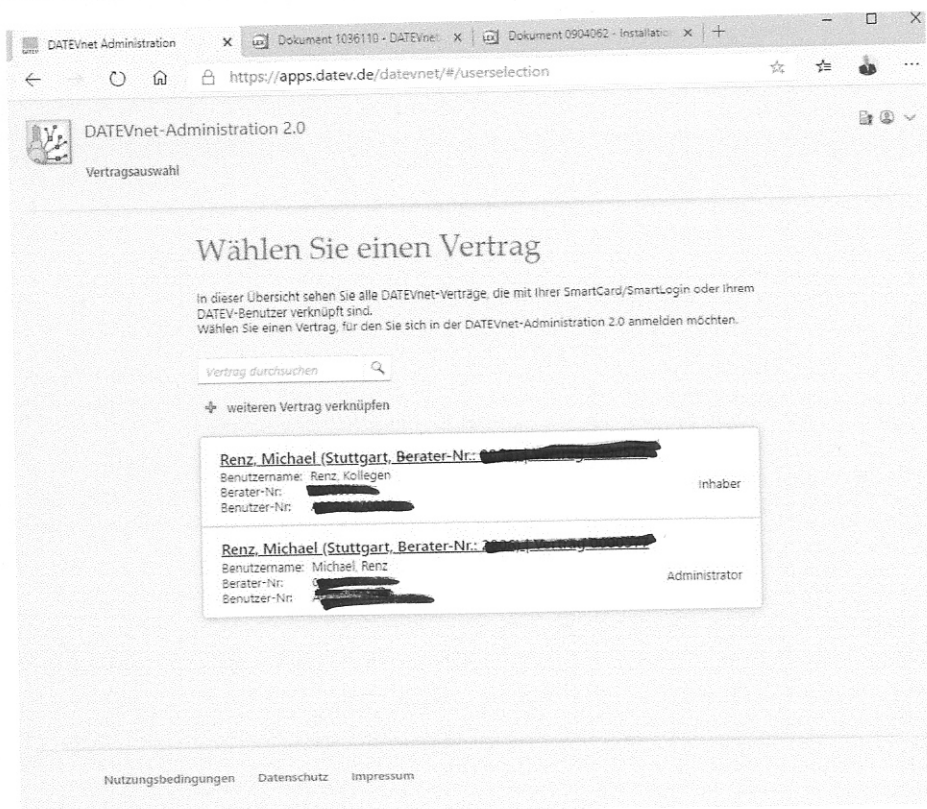 DATEVnet Administration
Dokument 1036110 - DATEVnet
Dokument 0904062 - Installatio
https://apps.datev.de/datevnet/#/userselection
DATEVnet-Administration 2.0
Vertragsauswahl
Wählen Sie einen Vertrag
In dieser Übersicht sehen Sie alle DATEVnet-Verträge, die mit Ihrer SmartCard/SmartLogin oder Ihrem
DATEV-Benutzer verknüpft sind.
Wählen Sie einen Vertrag, für den Sie sich in der DATEVnet-Administration 2.0 anmelden möchten.
Vertrag durchsuchen
weiteren Vertrag verknüpfen
Renz, Michael (Stuttgart, Berater-Nr.:
Benutzername: Renz, Kollegen
Berater-Nr:
Inhaber
Benutzer-Nr:
Renz, Michael (Stuttgart, Berater-Nr.:
Benutzername: Michael, Renz
Berater-Nr:
Administrator
Benutzer-Nr:
Nutzungsbedingungen Datenschutz Impressum